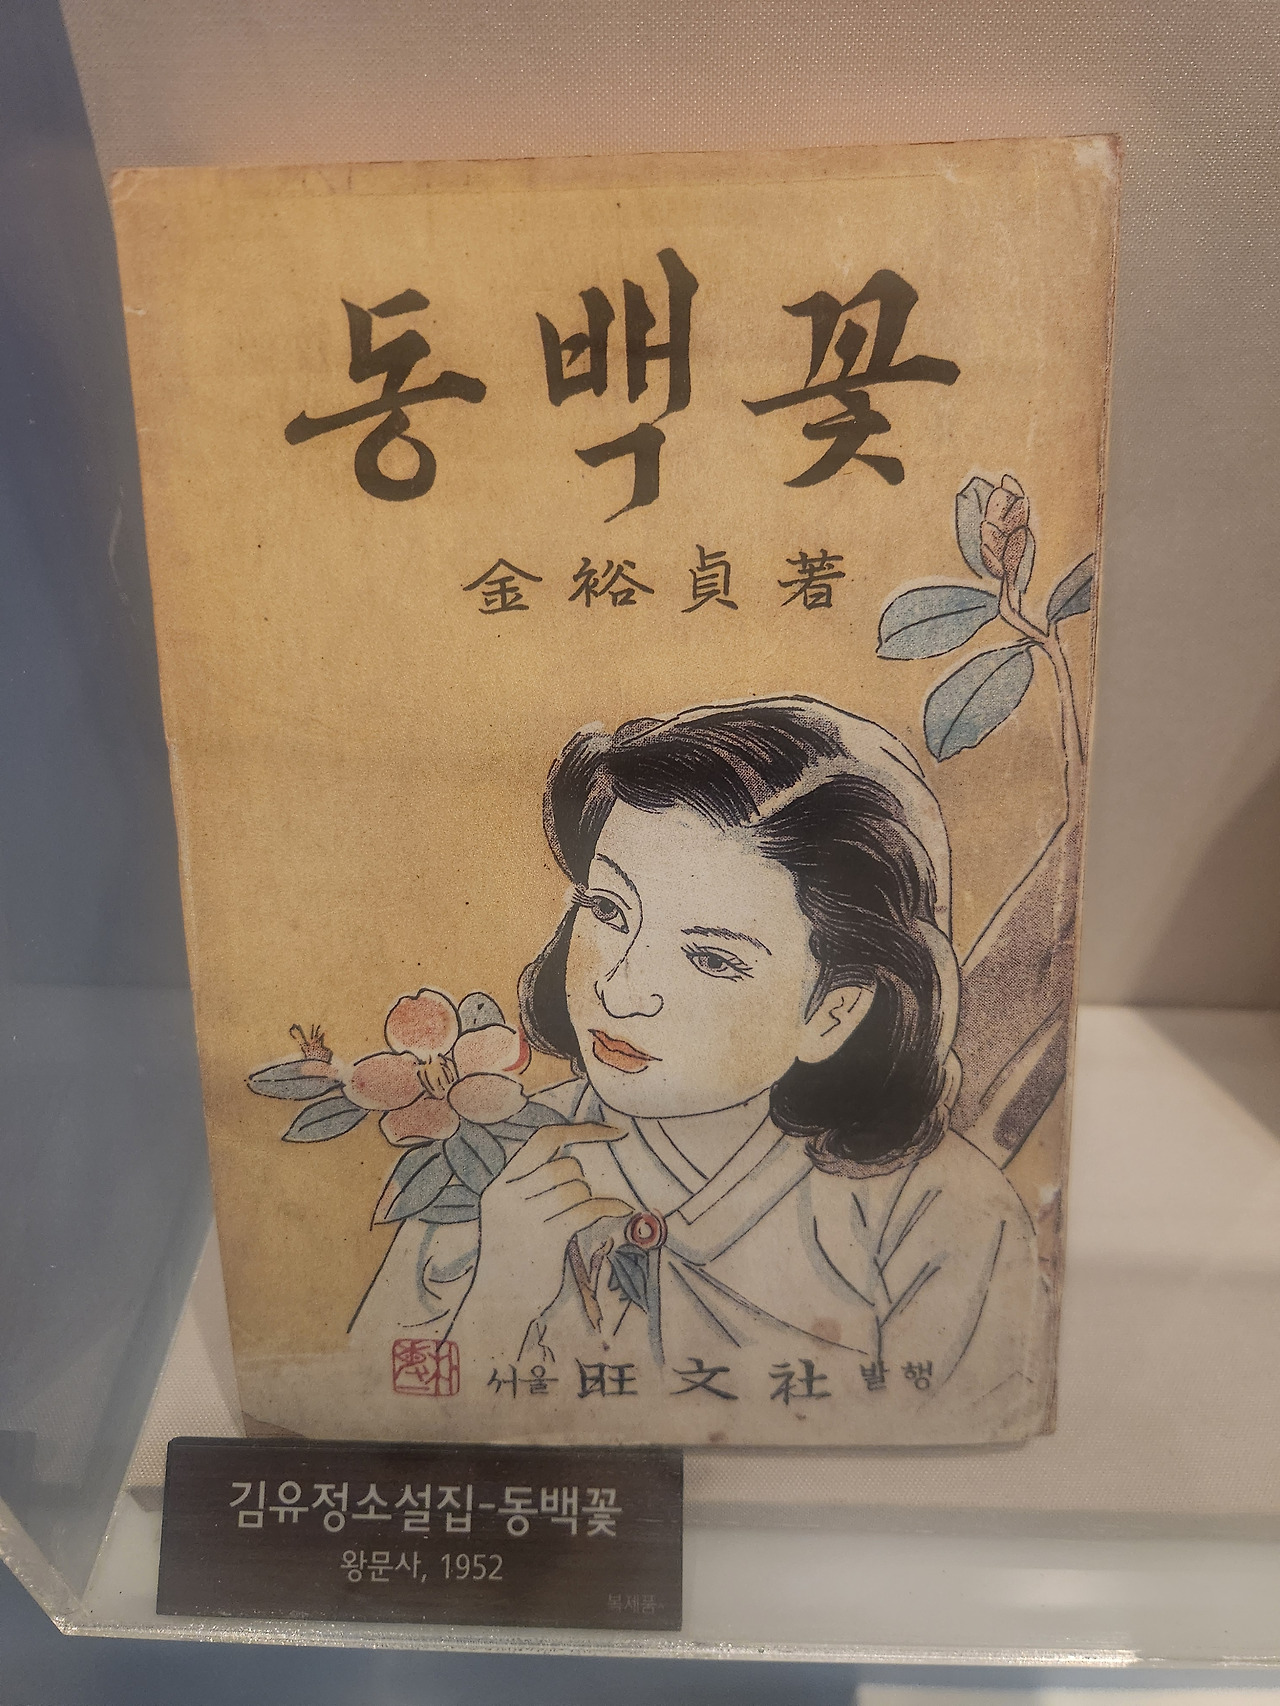 동백꽃
金裕貞著
서울 旺文社 발행
김유정소설집-동백꽃
왕문사, 1952
복제품